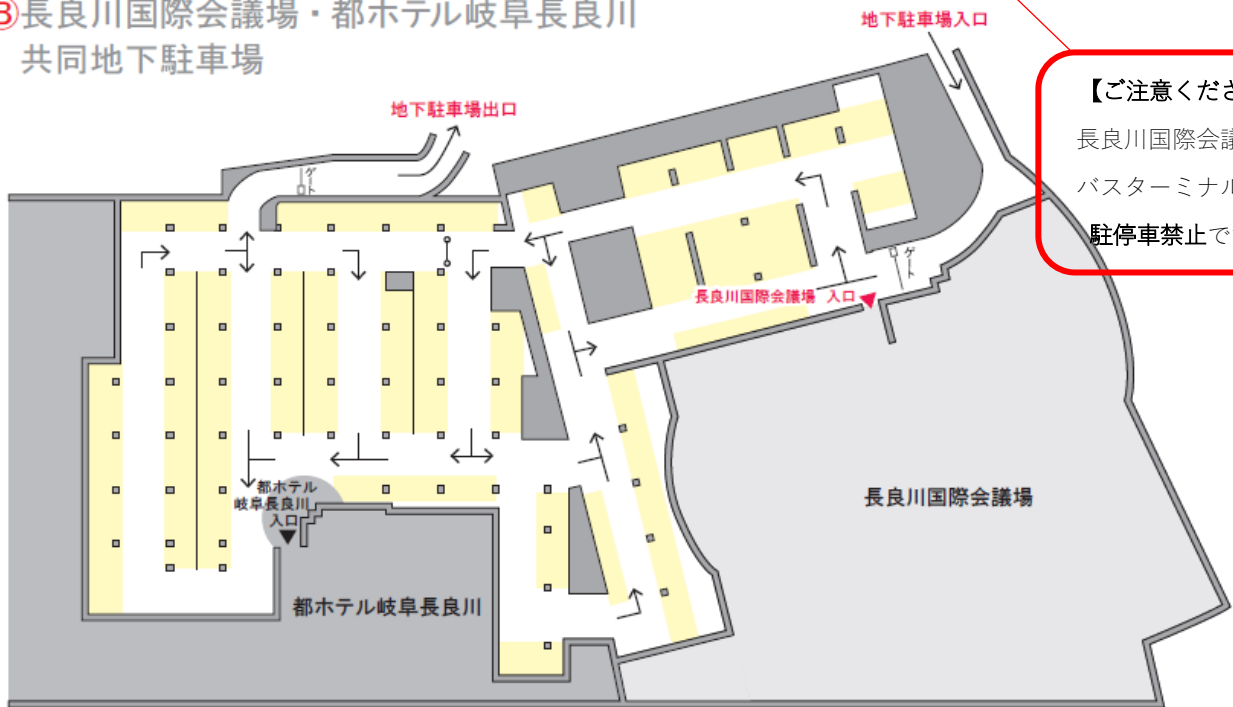 ③長良川国際会議場・都ホテル岐阜長良川
共同地下駐車場
地下駐車場入口
【ご注意くださ
長良川国際会議
バスターミナル
駐停車禁止で
地下駐車場出口
ゲート
ゲート
長良川国際会議場 入口
都ホテル
岐阜長良川
入口
長良川国際会議場
都ホテル岐阜長良川